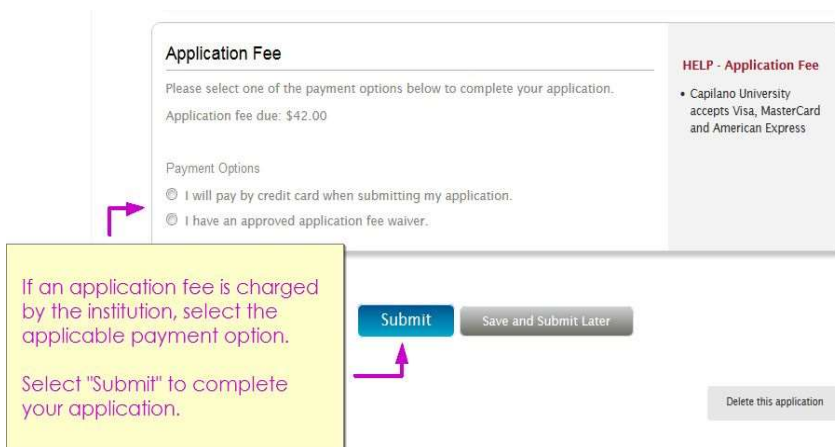 Application Fee
Please select one of the payment options below to complete your application.
Application fee due: $42.00
Payment Options
I will pay by credit card when submitting my application.
I have an approved application fee waiver.
HELP - Application Fee
• Capilano University
accepts Visa, MasterCard
and American Express
If an application fee is charged
by the institution, select the
applicable payment option.
Select "Submit" to complete
your application.
Submit
Save and Submit Later
Delete this application